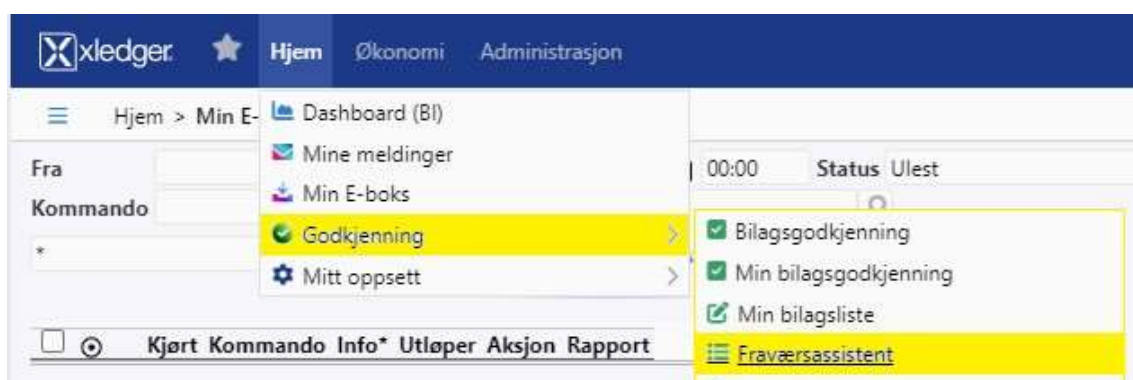 xledger. Hjem Økonomi Administrasjon
Hjem > Min E-
Dashboard (BI)
Mine meldinger
Min E-boks
Godkjenning
Mitt oppsett
Fra 00:00 Status Ulest
Kommando
*
Bilagsgodkjenning
Min bilagsgodkjenning
Min bilagsliste
Fraværsassistent
Kjørt Kommando Info* Utløper Aksjon Rapport